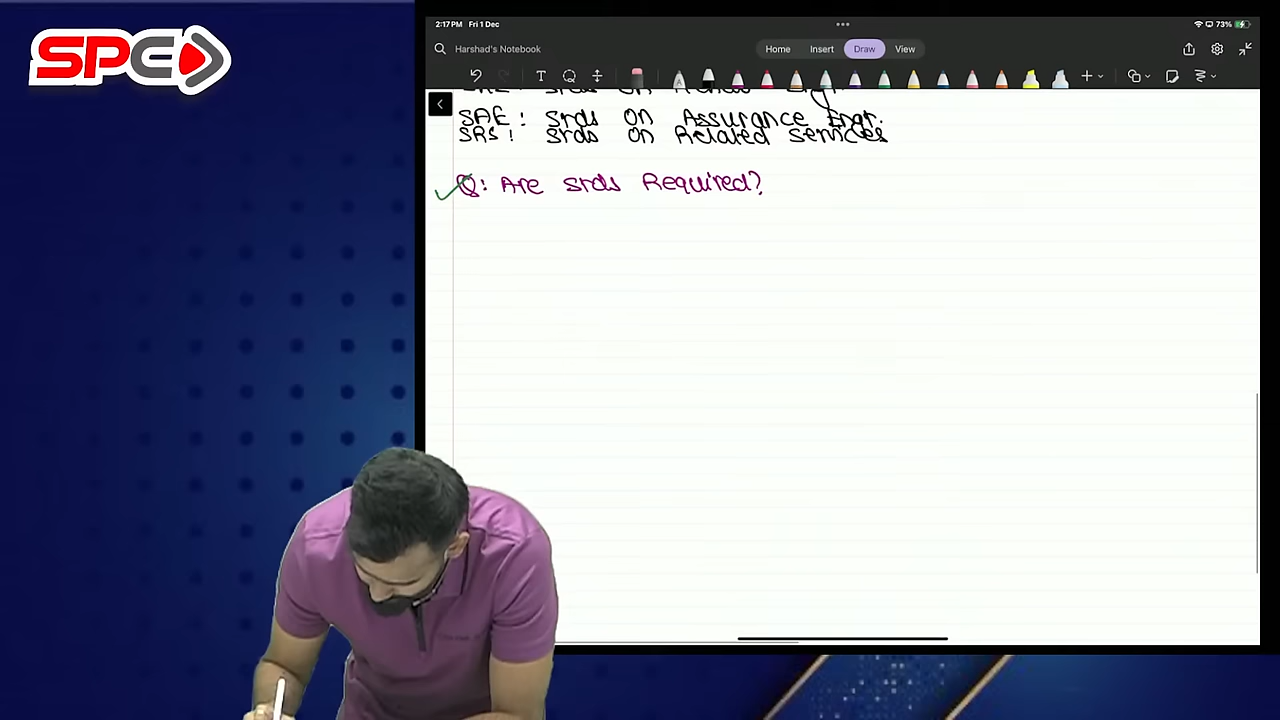 SPC
2:17 PM Fri 1 Dec
73%
Harshad's Notebook
Home Insert Draw View
SAE: Srds On Assurance Engr.
SRS: Srds On Related Services
Q: Are Srds Required?